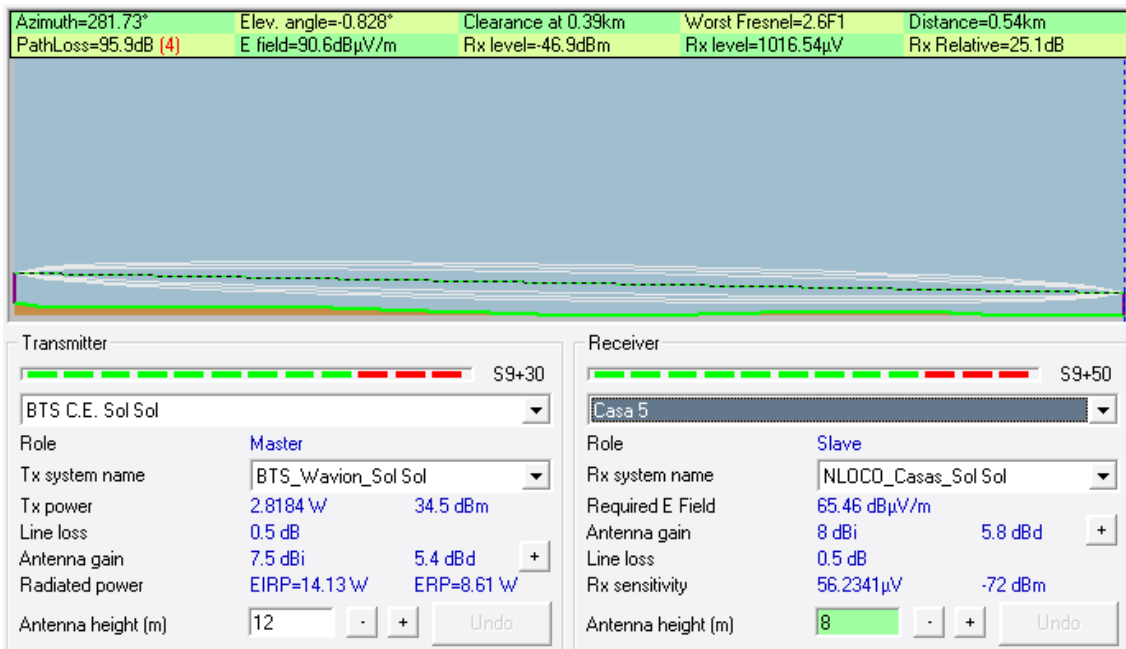 Azimuth=281.73° Elev. angle=-0.828° Clearance at 0.39km Worst Fresnel=2.6F1 Distance=0.54km
PathLoss=95.9dB (4) E field=90.6dBµV/m Rx level=-46.9dBm Rx level=1016.54µV Rx Relative=25.1dB
Transmitter
S9+30
BTS C.E. Sol Sol
Role Master
Tx system name BTS_Wavion_Sol Sol
Tx power 2.8184 W 34.5 dBm
Line loss 0.5 dB
Antenna gain 7.5 dBi 5.4 dBd +
Radiated power EIRP=14.13 W ERP=8.61 W
Antenna height (m) 12 - + Undo
Receiver
S9+50
Casa 5
Role Slave
Rx system name NLOCO_Casas_Sol Sol
Required E Field 65.46 dBµV/m
Antenna gain 8 dBi 5.8 dBd +
Line loss 0.5 dB
Rx sensitivity 56.2341µV -72 dBm
Antenna height (m) 8 - + Undo